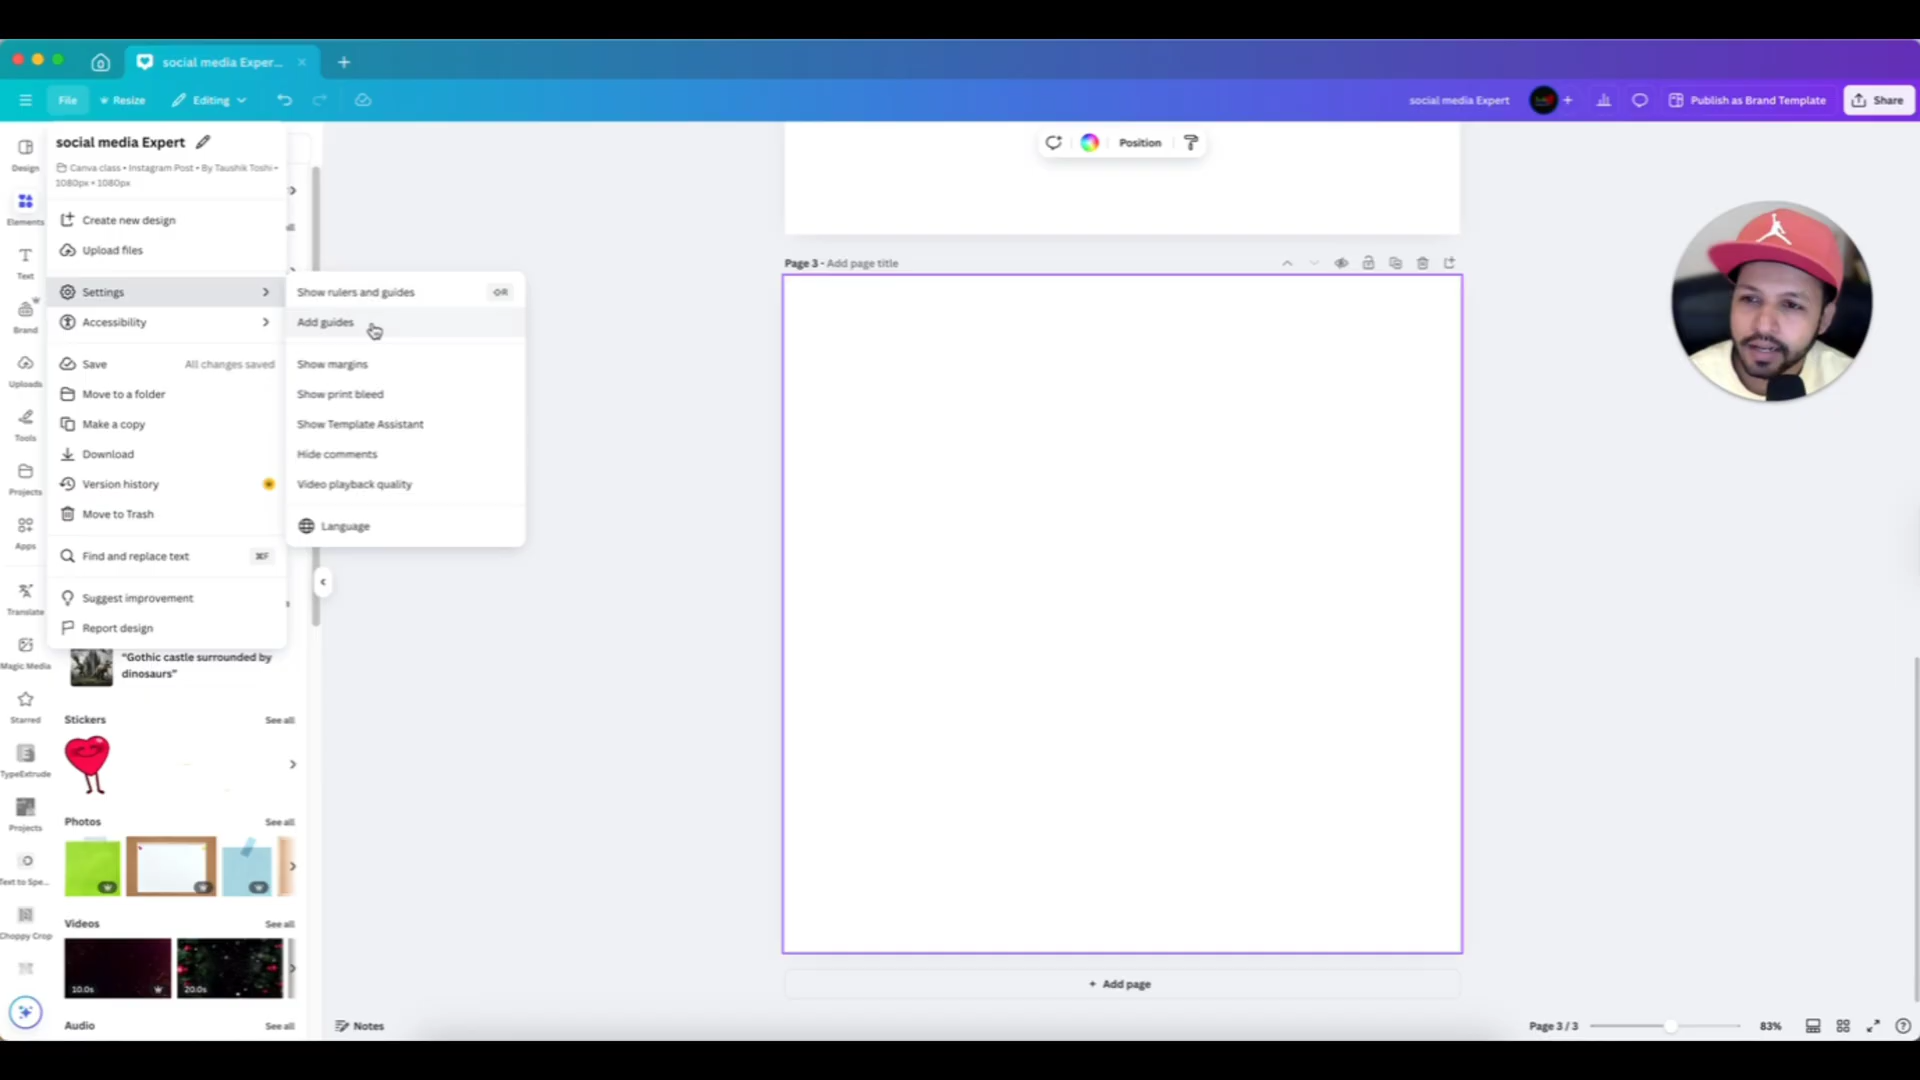 social media Exper...
File
Resize
Editing
social media Expert
Publish as Brand Template
Share
social media Expert
Canva class • Instagram Post • By Taushik Toshi •
1080px • 1080px
Create new design
Upload files
Settings
Accessibility
Save
All changes saved
Move to a folder
Make a copy
Download
Version history
Move to Trash
Find and replace text
⌘F
Suggest improvement
Report design
Show rulers and guides
⇧R
Add guides
Show margins
Show print bleed
Show Template Assistant
Hide comments
Video playback quality
Language
Design
Elements
Text
Brand
Uploads
Tools
Projects
Apps
Translate
Magic Media
Starred
TypeExtrude
Projects
Text to Spe...
Choppy Crop
"Gothic castle surrounded by
dinosaurs"
Stickers
See all
Photos
See all
Videos
See all
10.0s
20.0s
Audio
See all
Position
Page 3 - Add page title
+ Add page
Notes
Page 3 / 3
83%